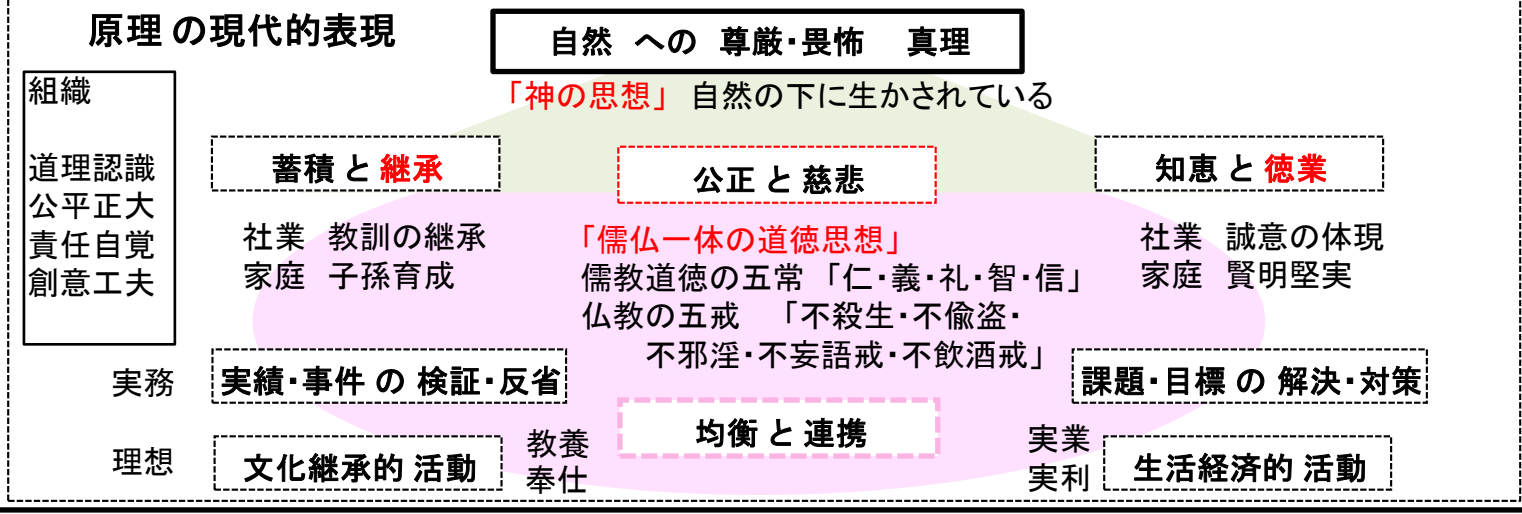 原理 の現代的表現
自然 への 尊厳・畏怖 真理
「神の思想」 自然の下に生かされている
組織
道理認識
公平正大
責任自覚
創意工夫
蓄積 と 継承
社業 教訓の継承
家庭 子孫育成
公正 と 慈悲
「儒仏一体の道徳思想」
儒教道徳の五常 「仁・義・礼・智・信」
仏教の五戒 「不殺生・不偸盗・
不邪淫・不妄語戒・不飲酒戒」
知恵 と 徳業
社業 誠意の体現
家庭 賢明堅実
実務
実績・事件 の 検証・反省
課題・目標 の 解決・対策
均衡 と 連携
理想
文化継承的 活動
教養
奉仕
実業
実利
生活経済的 活動